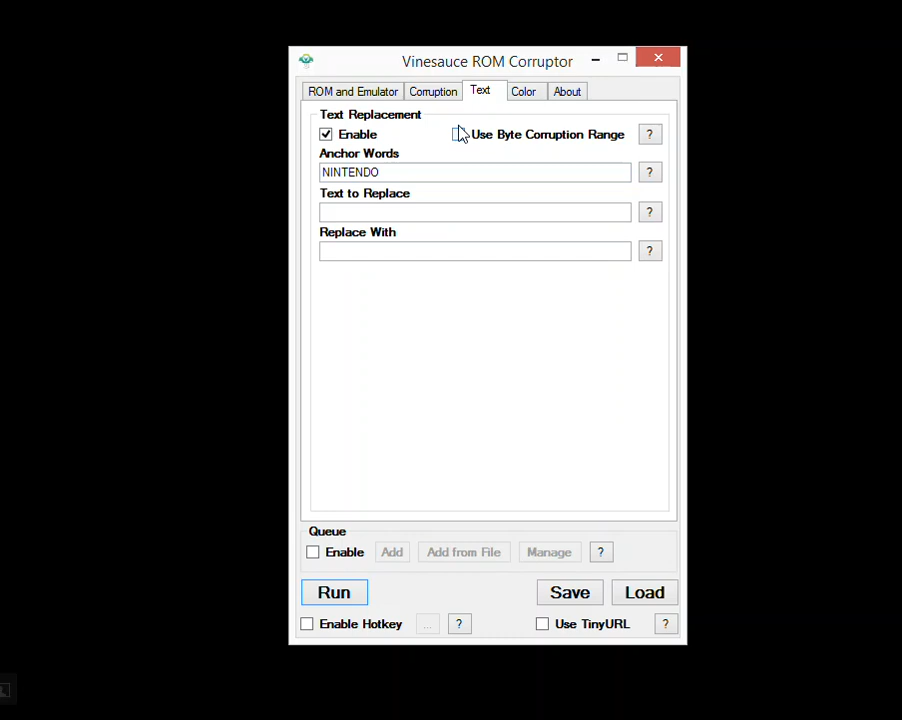 Vinesauce ROM Corruptor
ROM and Emulator Corruption Text Color About
Text Replacement
Enable Use Byte Corruption Range ?
Anchor Words
NINTENDO ?
Text to Replace
?
Replace With
?
Queue
Enable Add Add from File Manage ?
Run Save Load
Enable Hotkey ... ? Use TinyURL ?